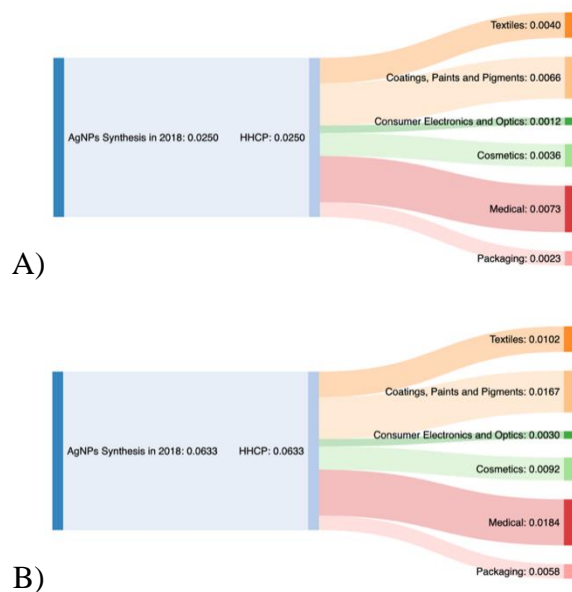 Textiles: 0.0040
Coatings, Paints and Pigments: 0.0066
Consumer Electronics and Optics: 0.0012
AgNPs Synthesis in 2018: 0.0250 HHCP: 0.0250
Cosmetics: 0.0036
Medical: 0.0073
Packaging: 0.0023
A)
Textiles: 0.0102
Coatings, Paints and Pigments: 0.0167
Consumer Electronics and Optics: 0.0030
AgNPs Synthesis in 2018: 0.0633 HHCP: 0.0633
Cosmetics: 0.0092
Medical: 0.0184
Packaging: 0.0058
B)